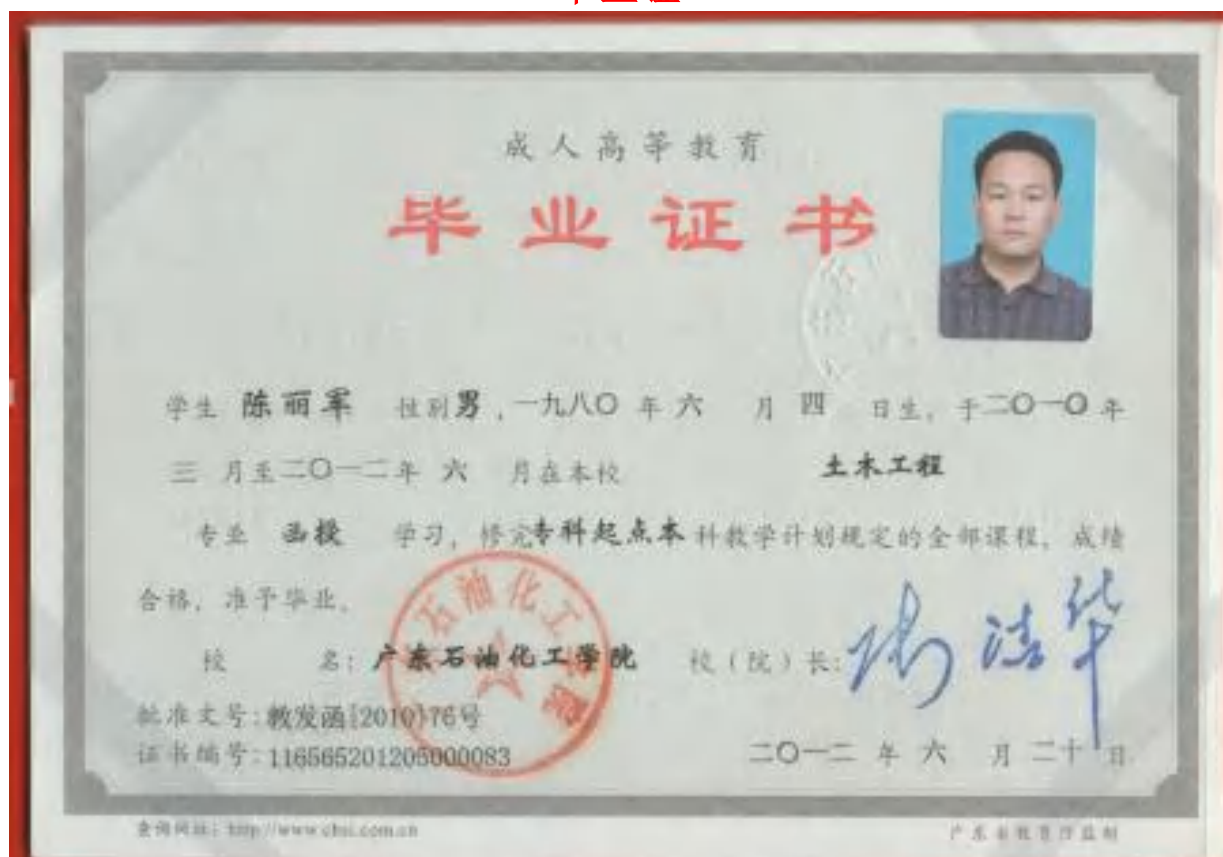 成人高等教育
毕业证书
学生 陈丽军 性别 男 ,一九八〇 年 六 月 四 日生, 于二〇一〇 年
三 月至二〇一二年 六 月在本校 土木工程
专业 函授 学习, 修完专科起点本 科教学计划规定的全部课程, 成绩
合格, 准予毕业。
校 名: 广东石油化工学院 校(院)长:
批准文号: 教发函[2010]76号
证书编号: 116565201205000083 二〇一二 年 六 月 二十 日
查询网址: http://www.chsi.com.cn 广东省教育厅监制
石油化工学院